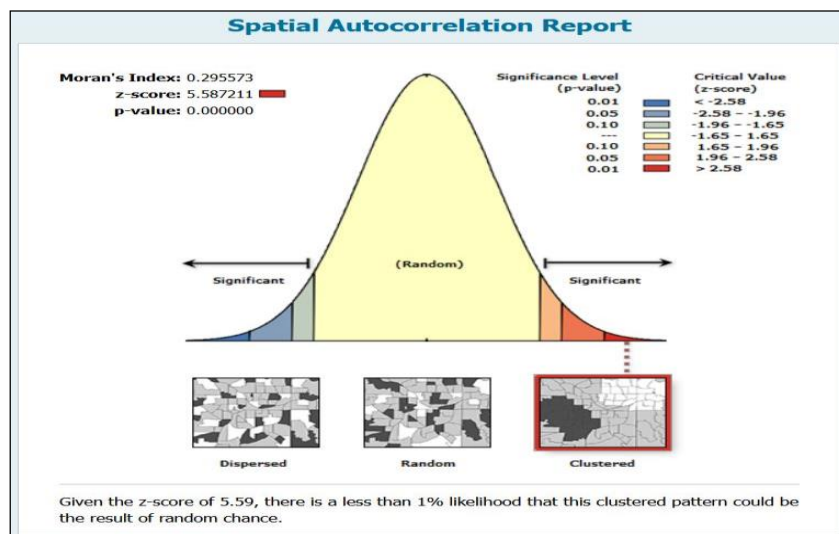 Spatial Autocorrelation Report
Moran's Index: 0.295573
z-score: 5.587211
p-value: 0.000000
Significance Level
(p-value)
Critical Value
(z-score)
0.01 < -2.58
0.05 -2.58 – -1.96
0.10 -1.96 – -1.65
--- -1.65 – 1.65
0.10 1.65 – 1.96
0.05 1.96 – 2.58
0.01 > 2.58
Significant
(Random)
Significant
Dispersed
Random
Clustered
Given the z-score of 5.59, there is a less than 1% likelihood that this clustered pattern could be
the result of random chance.